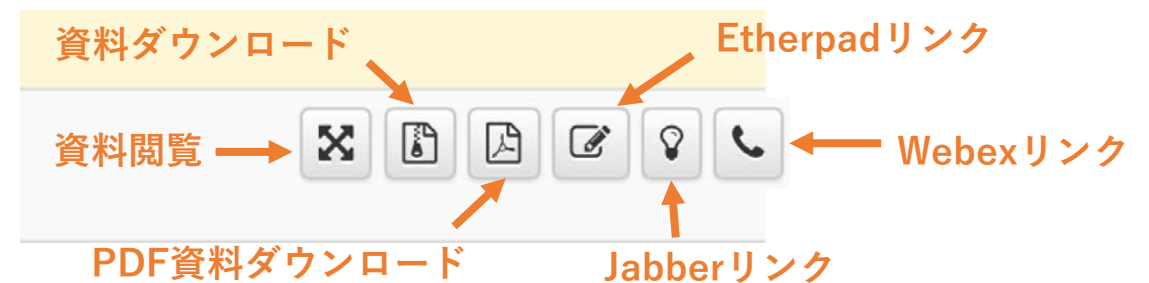 資料ダウンロード
Etherpadリンク
資料閲覧
Webexリンク
PDF資料ダウンロード
Jabberリンク